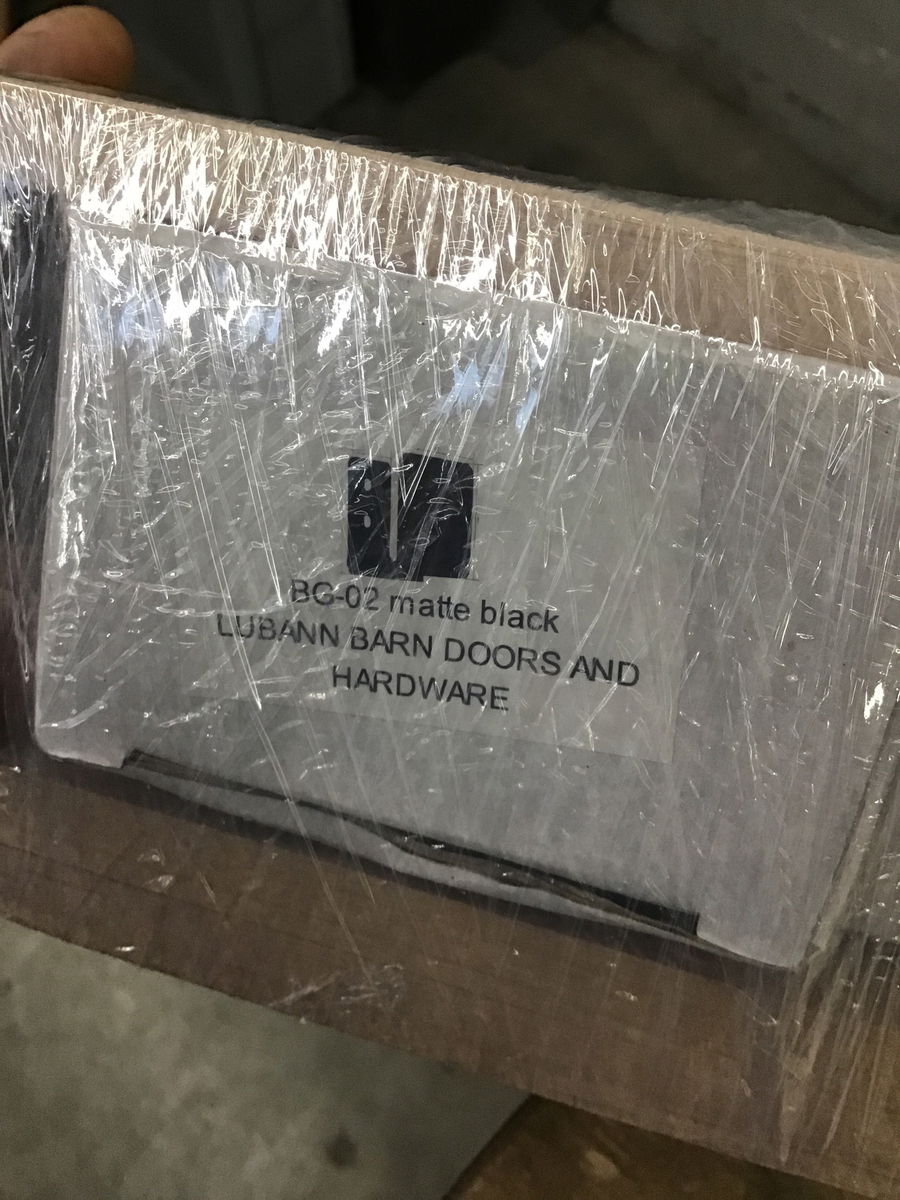 BG-02 matte black
LUBANN BARN DOORS AND
HARDWARE